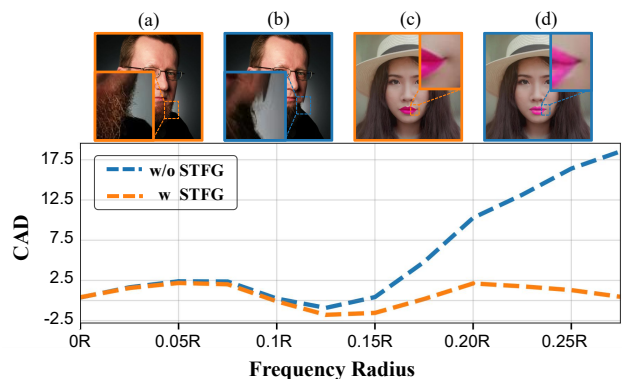 (a) (b) (c) (d)
17.5
12.5
7.5
2.5
-2.5
CAD
w/o STFG
w STFG
0R 0.05R 0.1R 0.15R 0.20R 0.25R
Frequency Radius